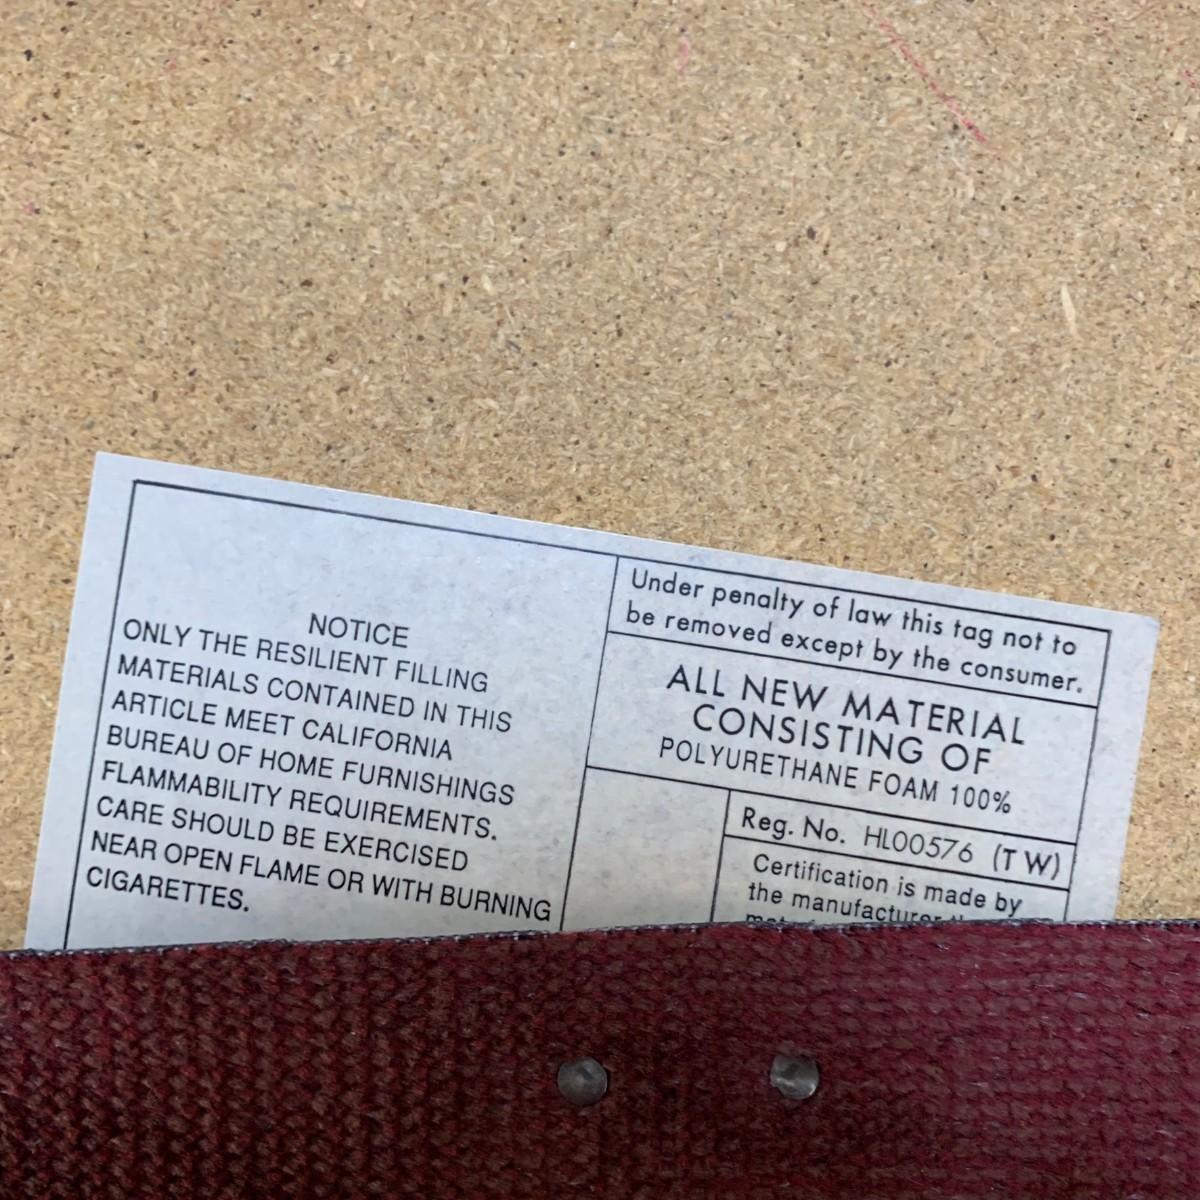 NOTICE
ONLY THE RESILIENT FILLING
MATERIALS CONTAINED IN THIS
ARTICLE MEET CALIFORNIA
BUREAU OF HOME FURNISHINGS
FLAMMABILITY REQUIREMENTS.
CARE SHOULD BE EXERCISED
NEAR OPEN FLAME OR WITH BURNING
CIGARETTES.
Under penalty of law this tag not to
be removed except by the consumer.
ALL NEW MATERIAL
CONSISTING OF
POLYURETHANE FOAM 100%
Reg. No. HL00576 (T W)
Certification is made by
the manufacturer